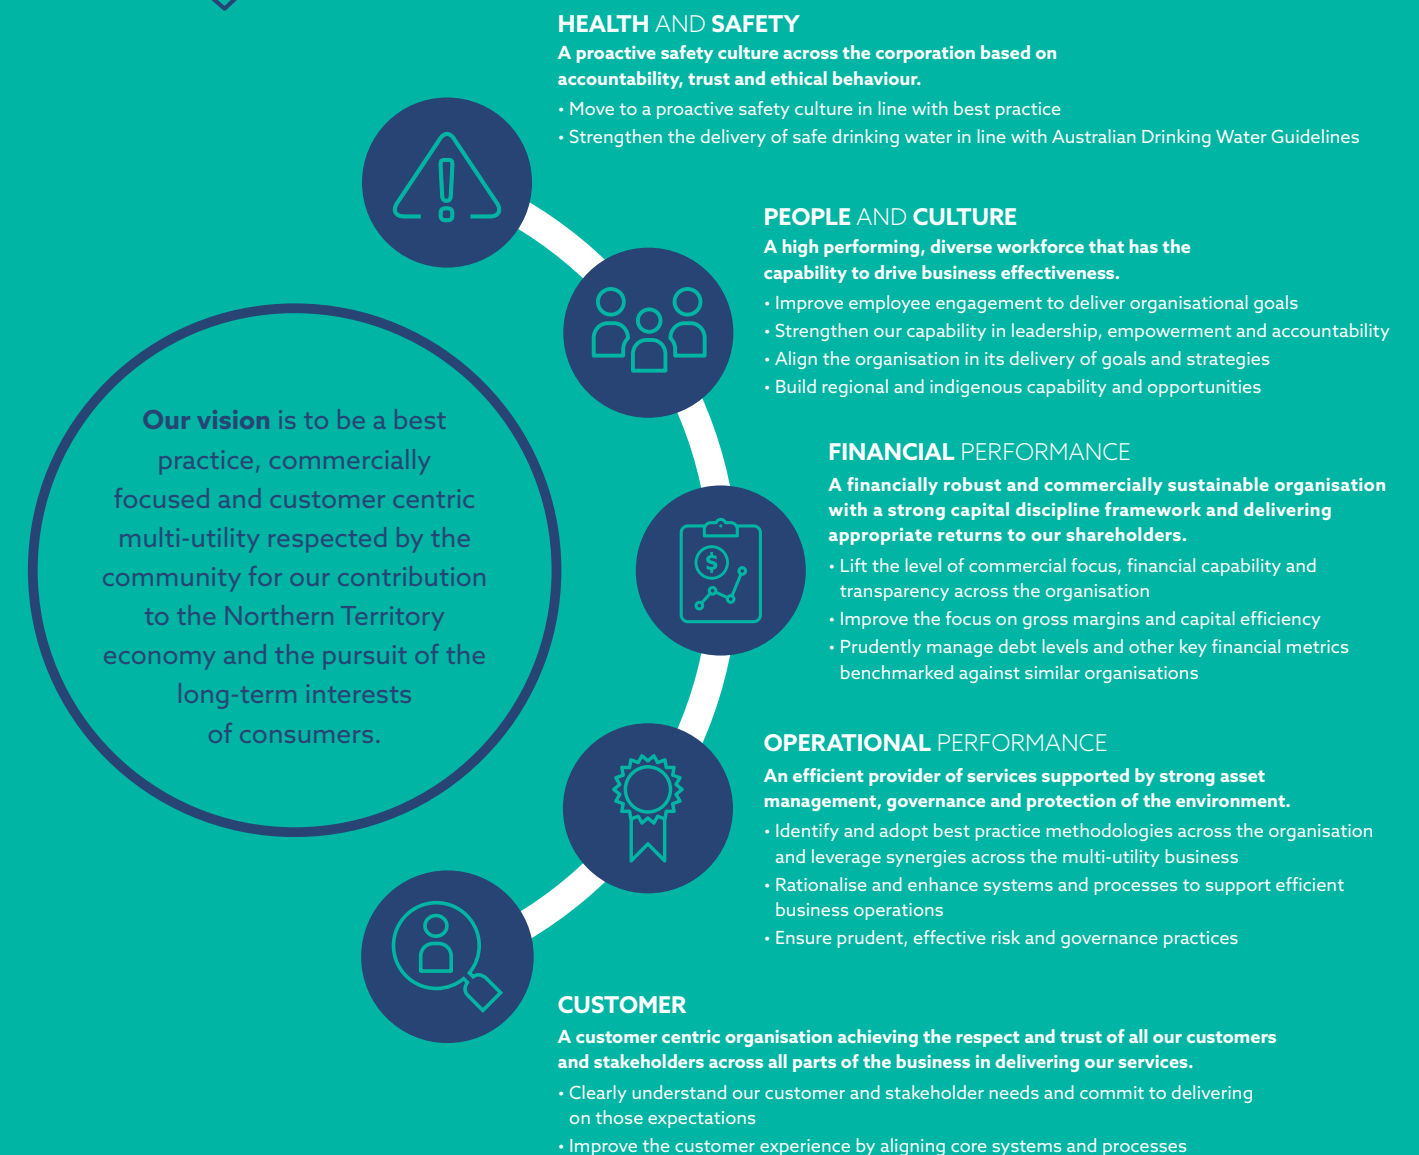 HEALTH AND SAFETY
A proactive safety culture across the corporation based on
accountability, trust and ethical behaviour.
• Move to a proactive safety culture in line with best practice
• Strengthen the delivery of safe drinking water in line with Australian Drinking Water Guidelines
PEOPLE AND CULTURE
A high performing, diverse workforce that has the
capability to drive business effectiveness.
• Improve employee engagement to deliver organisational goals
• Strengthen our capability in leadership, empowerment and accountability
• Align the organisation in its delivery of goals and strategies
• Build regional and indigenous capability and opportunities
Our vision is to be a best
practice, commercially
focused and customer centric
multi-utility respected by the
community for our contribution
to the Northern Territory
economy and the pursuit of the
long-term interests
of consumers.
FINANCIAL PERFORMANCE
A financially robust and commercially sustainable organisation
with a strong capital discipline framework and delivering
appropriate returns to our shareholders.
• Lift the level of commercial focus, financial capability and
transparency across the organisation
• Improve the focus on gross margins and capital efficiency
• Prudently manage debt levels and other key financial metrics
benchmarked against similar organisations
$
OPERATIONAL PERFORMANCE
An efficient provider of services supported by strong asset
management, governance and protection of the environment.
• Identify and adopt best practice methodologies across the organisation
and leverage synergies across the multi-utility business
• Rationalise and enhance systems and processes to support efficient
business operations
• Ensure prudent, effective risk and governance practices
CUSTOMER
A customer centric organisation achieving the respect and trust of all our customers
and stakeholders across all parts of the business in delivering our services.
• Clearly understand our customer and stakeholder needs and commit to delivering
on those expectations
• Improve the customer experience by aligning core systems and processes